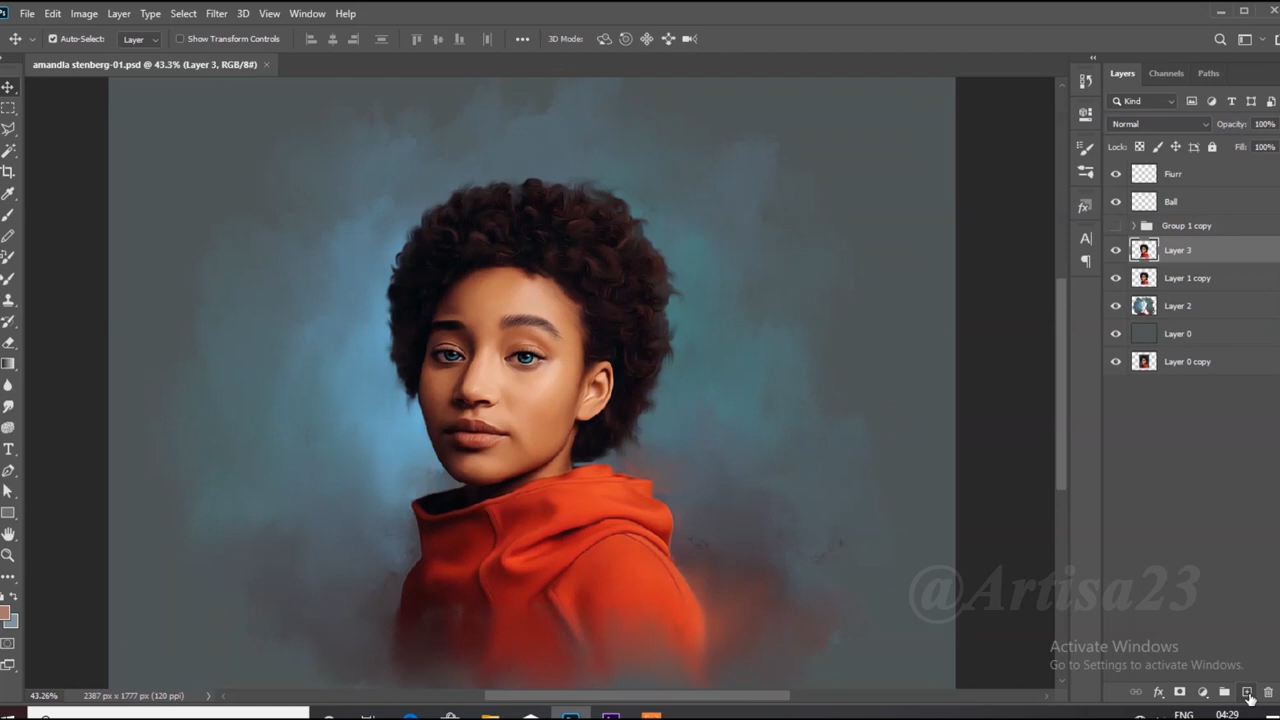 Ps File Edit Image Layer Type Select Filter 3D View Window Help
Auto-Select: Layer Show Transform Controls 3D Mode:
amandla stenberg-01.psd @ 43.3% (Layer 3, RGB/8#) ×
Layers Channels Paths
Kind
Normal Opacity: 100%
Lock: Fill: 100%
Fiurr
Ball
Group 1 copy
Layer 3
Layer 1 copy
Layer 2
Layer 0
Layer 0 copy
@Artisa23
Activate Windows
Go to Settings to activate Windows.
43.26% 2387 px x 1777 px (120 ppi)
ENG 04:29